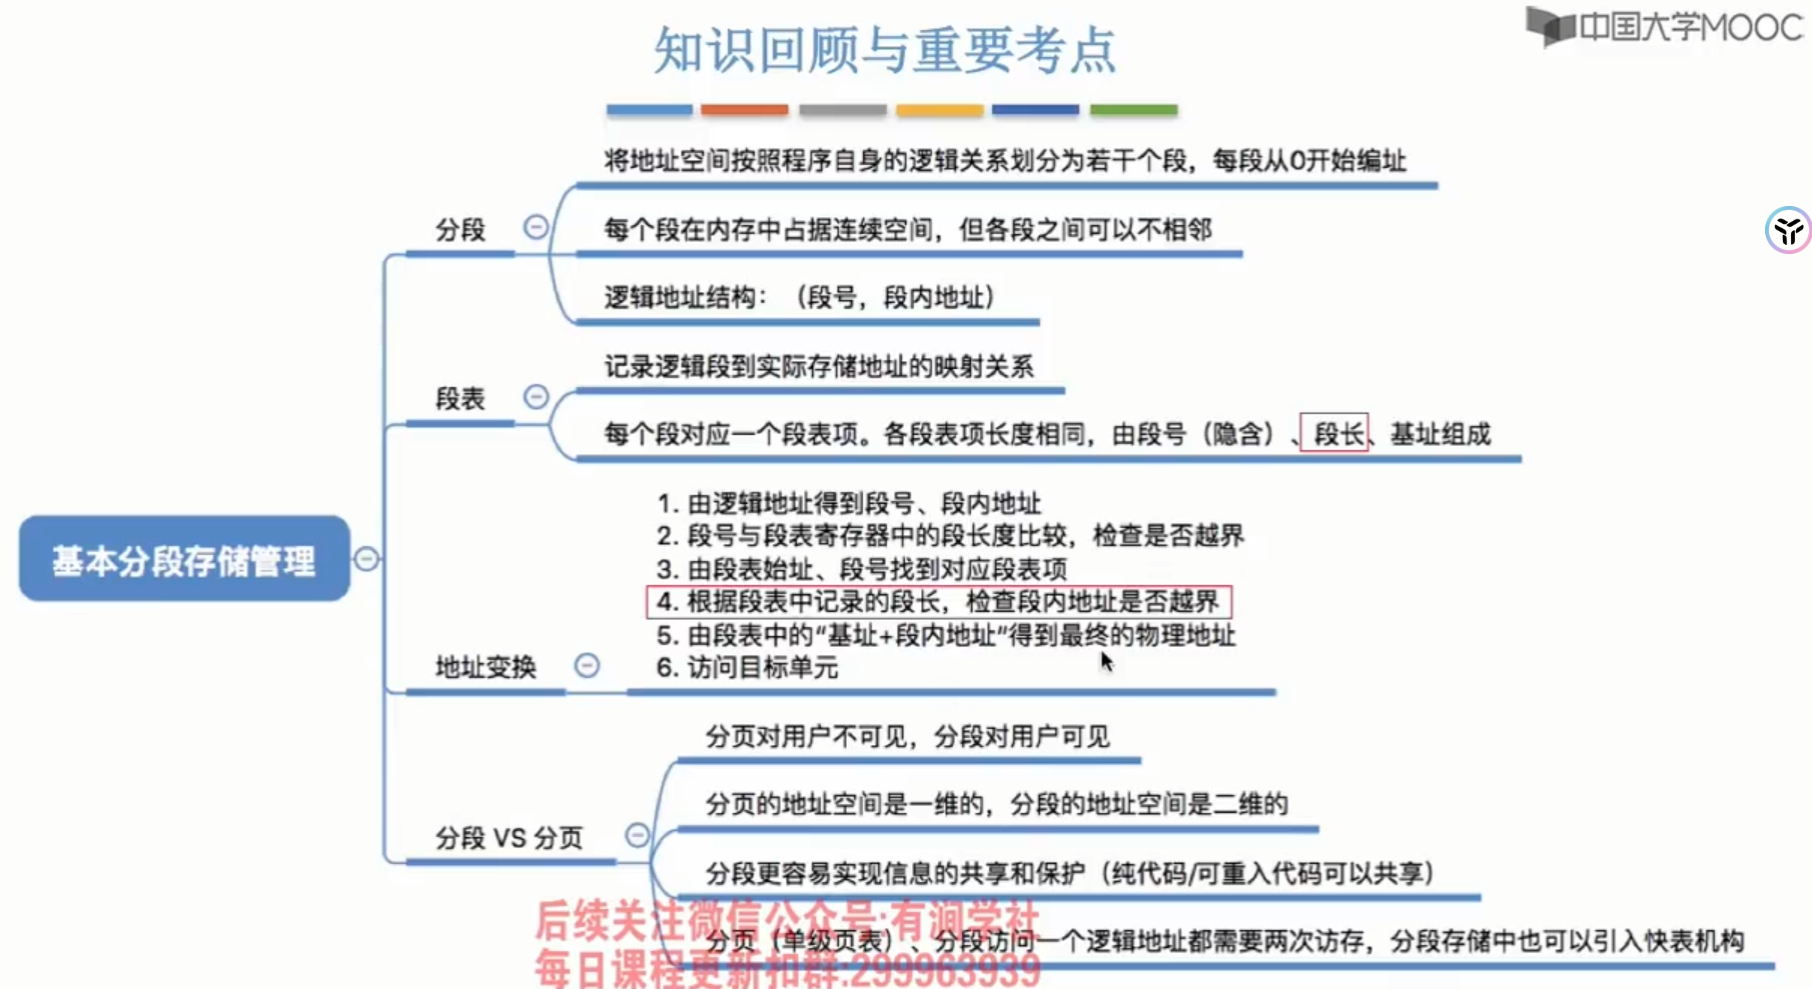 知识回顾与重要考点
中国大学MOOC
将地址空间按照程序自身的逻辑关系划分为若干个段，每段从0开始编址
分段
每个段在内存中占据连续空间，但各段之间可以不相邻
逻辑地址结构：（段号，段内地址）
记录逻辑段到实际存储地址的映射关系
段表
每个段对应一个段表项。各段表项长度相同，由段号（隐含）、段长、基址组成
基本分段存储管理
1. 由逻辑地址得到段号、段内地址
2. 段号与段表寄存器中的段长度比较，检查是否越界
3. 由段表始址、段号找到对应段表项
4. 根据段表中记录的段长，检查段内地址是否越界
5. 由段表中的“基址+段内地址”得到最终的物理地址
6. 访问目标单元
地址变换
分页对用户不可见，分段对用户可见
分页的地址空间是一维的，分段的地址空间是二维的
分段 VS 分页
分段更容易实现信息的共享和保护（纯代码/可重入代码可以共享）
分页（单级页表）、分段访问一个逻辑地址都需要两次访存，分段存储中也可以引入快表机构
后续关注微信公众号:有润学社
每日课程更新扣群:299963939